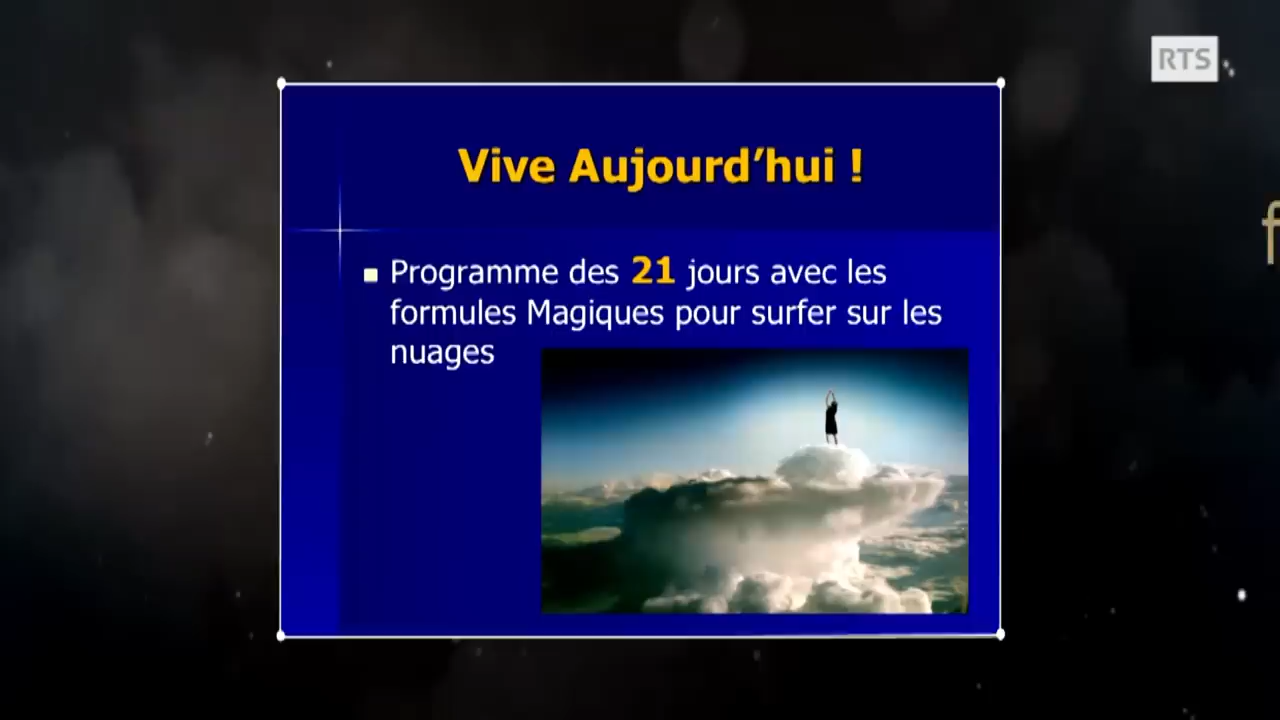 RTS
Vive Aujourd’hui !
f
Programme des 21 jours avec les
formules Magiques pour surfer sur les
nuages